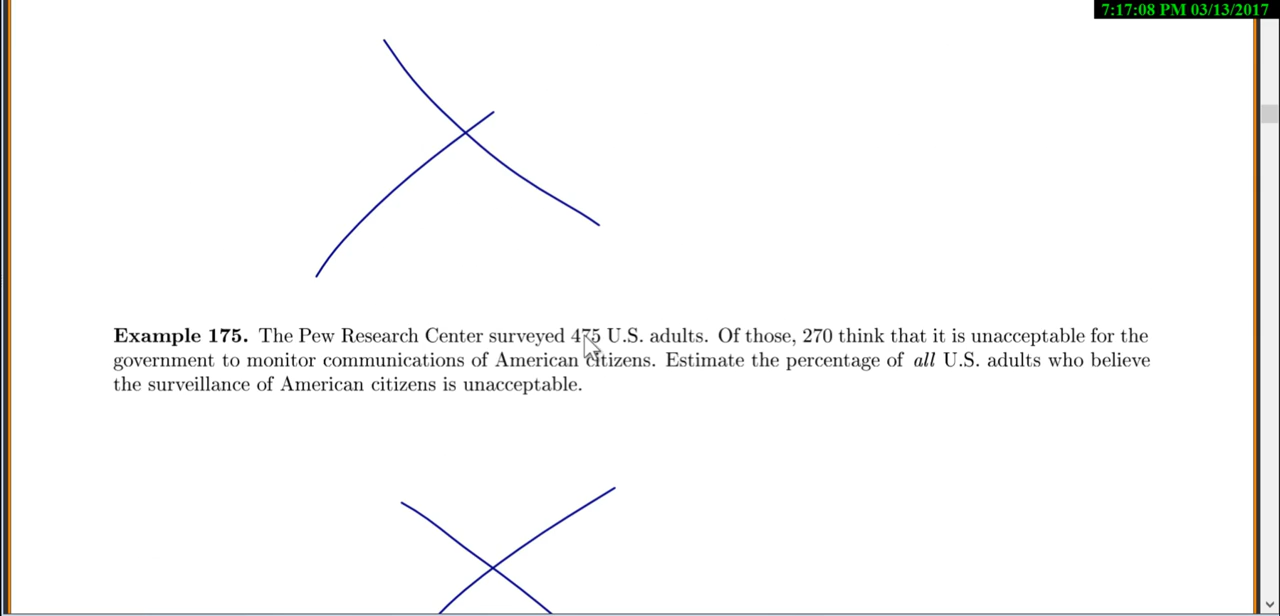 7:17:08 PM 03/13/2017
Example 175. The Pew Research Center surveyed 475 U.S. adults. Of those, 270 think that it is unacceptable for the
government to monitor communications of American citizens. Estimate the percentage of all U.S. adults who believe
the surveillance of American citizens is unacceptable.